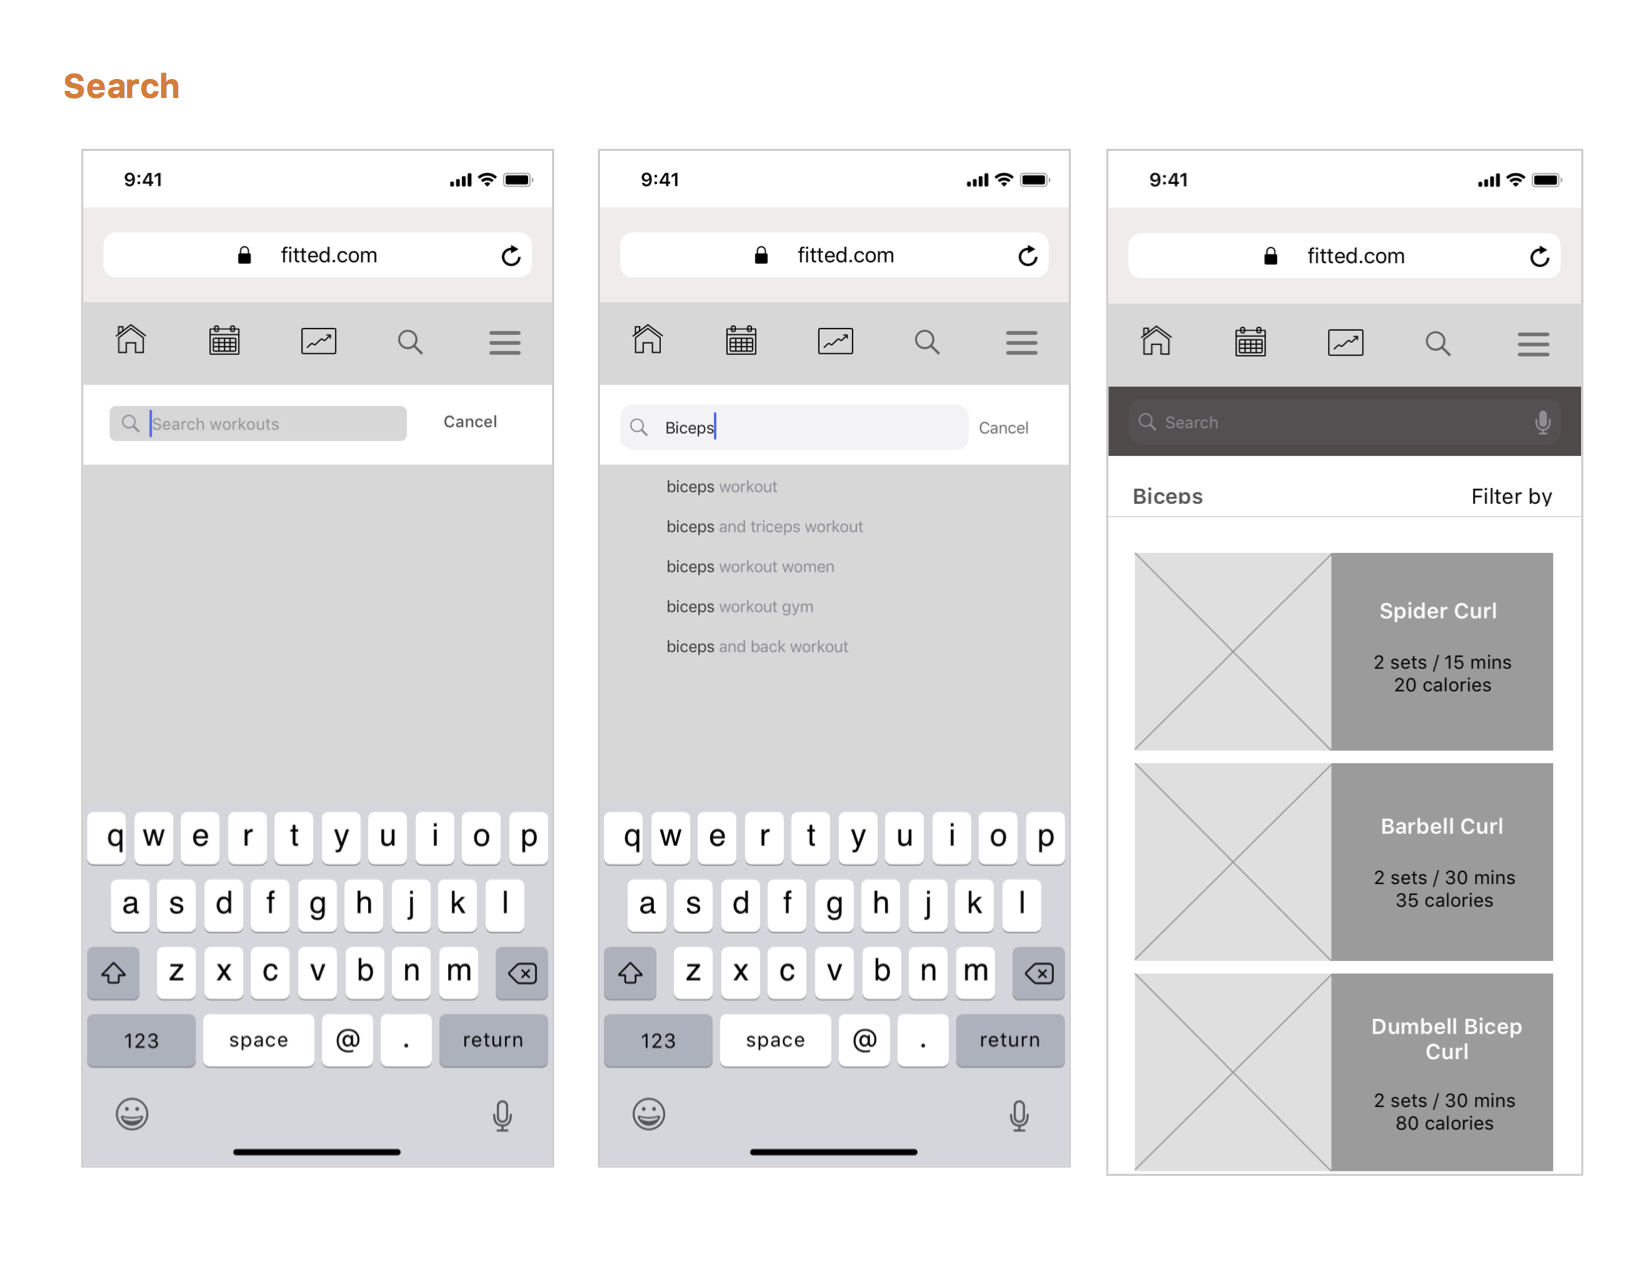 Search
9:41
fitted.com
Search workouts
Cancel
q w e r t y u i o p
a s d f g h j k l
z x c v b n m
123 space @ . return
9:41
fitted.com
Biceps
Cancel
biceps workout
biceps and triceps workout
biceps workout women
biceps workout gym
biceps and back workout
q w e r t y u i o p
a s d f g h j k l
z x c v b n m
123 space @ . return
9:41
fitted.com
Search
Biceps
Filter by
Spider Curl
2 sets / 15 mins
20 calories
Barbell Curl
2 sets / 30 mins
35 calories
Dumbell Bicep
Curl
2 sets / 30 mins
80 calories